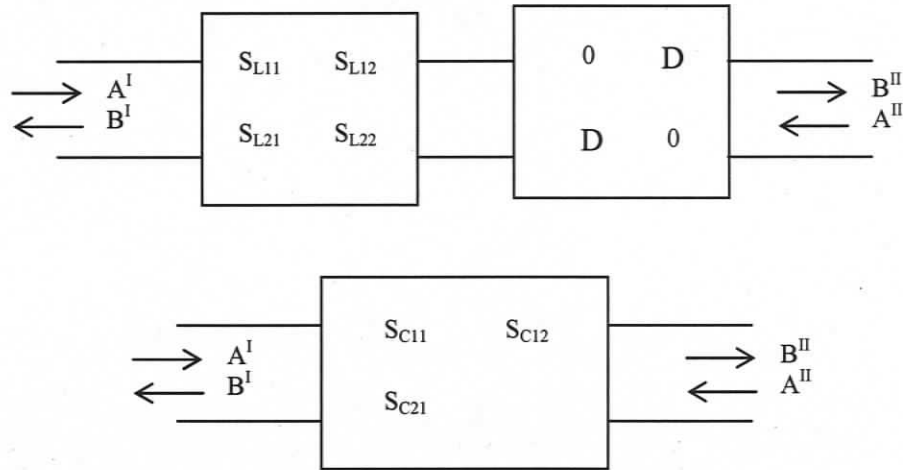 S_L11 S_L12 0 D
A^I B^II
B^I A^II
S_L21 S_L22 D 0
S_C11 S_C12
A^I B^II
B^I A^II
S_C21